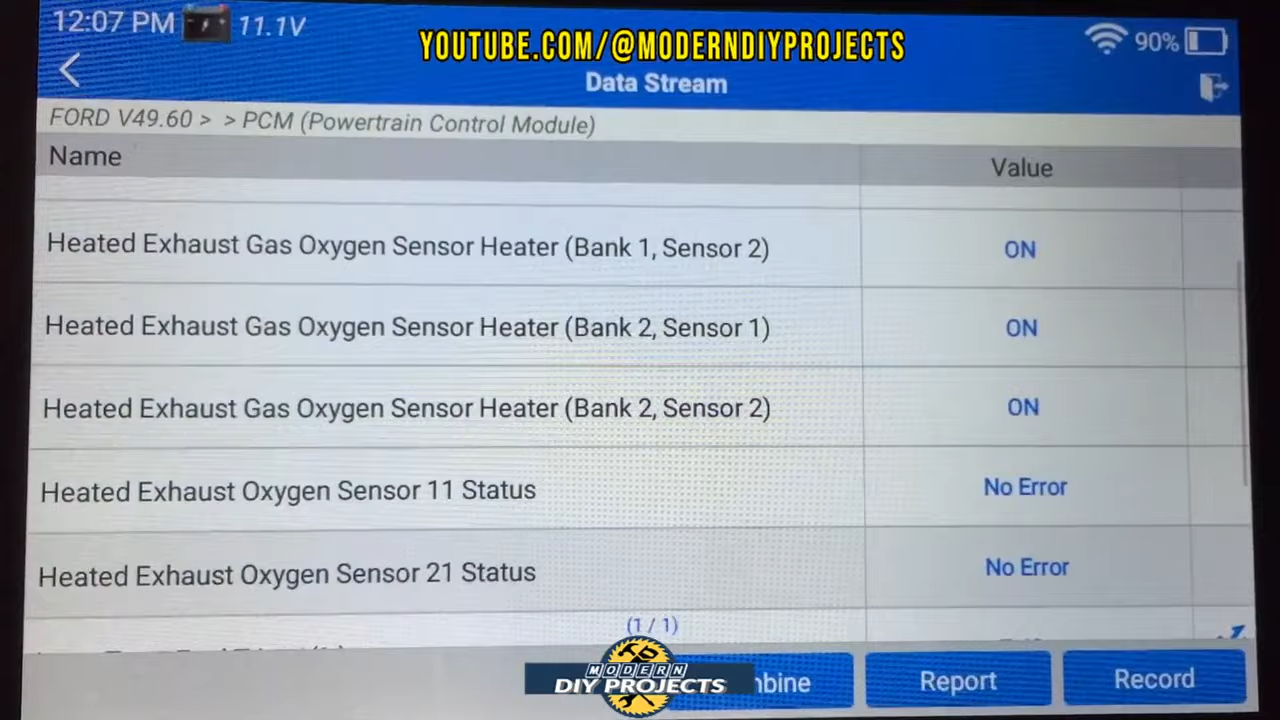 12:07 PM 11.1V
YOUTUBE.COM/@MODERNDIYPROJECTS
90%
Data Stream
FORD V49.60 > > PCM (Powertrain Control Module)
Name Value
Heated Exhaust Gas Oxygen Sensor Heater (Bank 1, Sensor 2) ON
Heated Exhaust Gas Oxygen Sensor Heater (Bank 2, Sensor 1) ON
Heated Exhaust Gas Oxygen Sensor Heater (Bank 2, Sensor 2) ON
Heated Exhaust Oxygen Sensor 11 Status No Error
Heated Exhaust Oxygen Sensor 21 Status No Error
(1 / 1)
MODERN
DIY PROJECTS
Report
Record